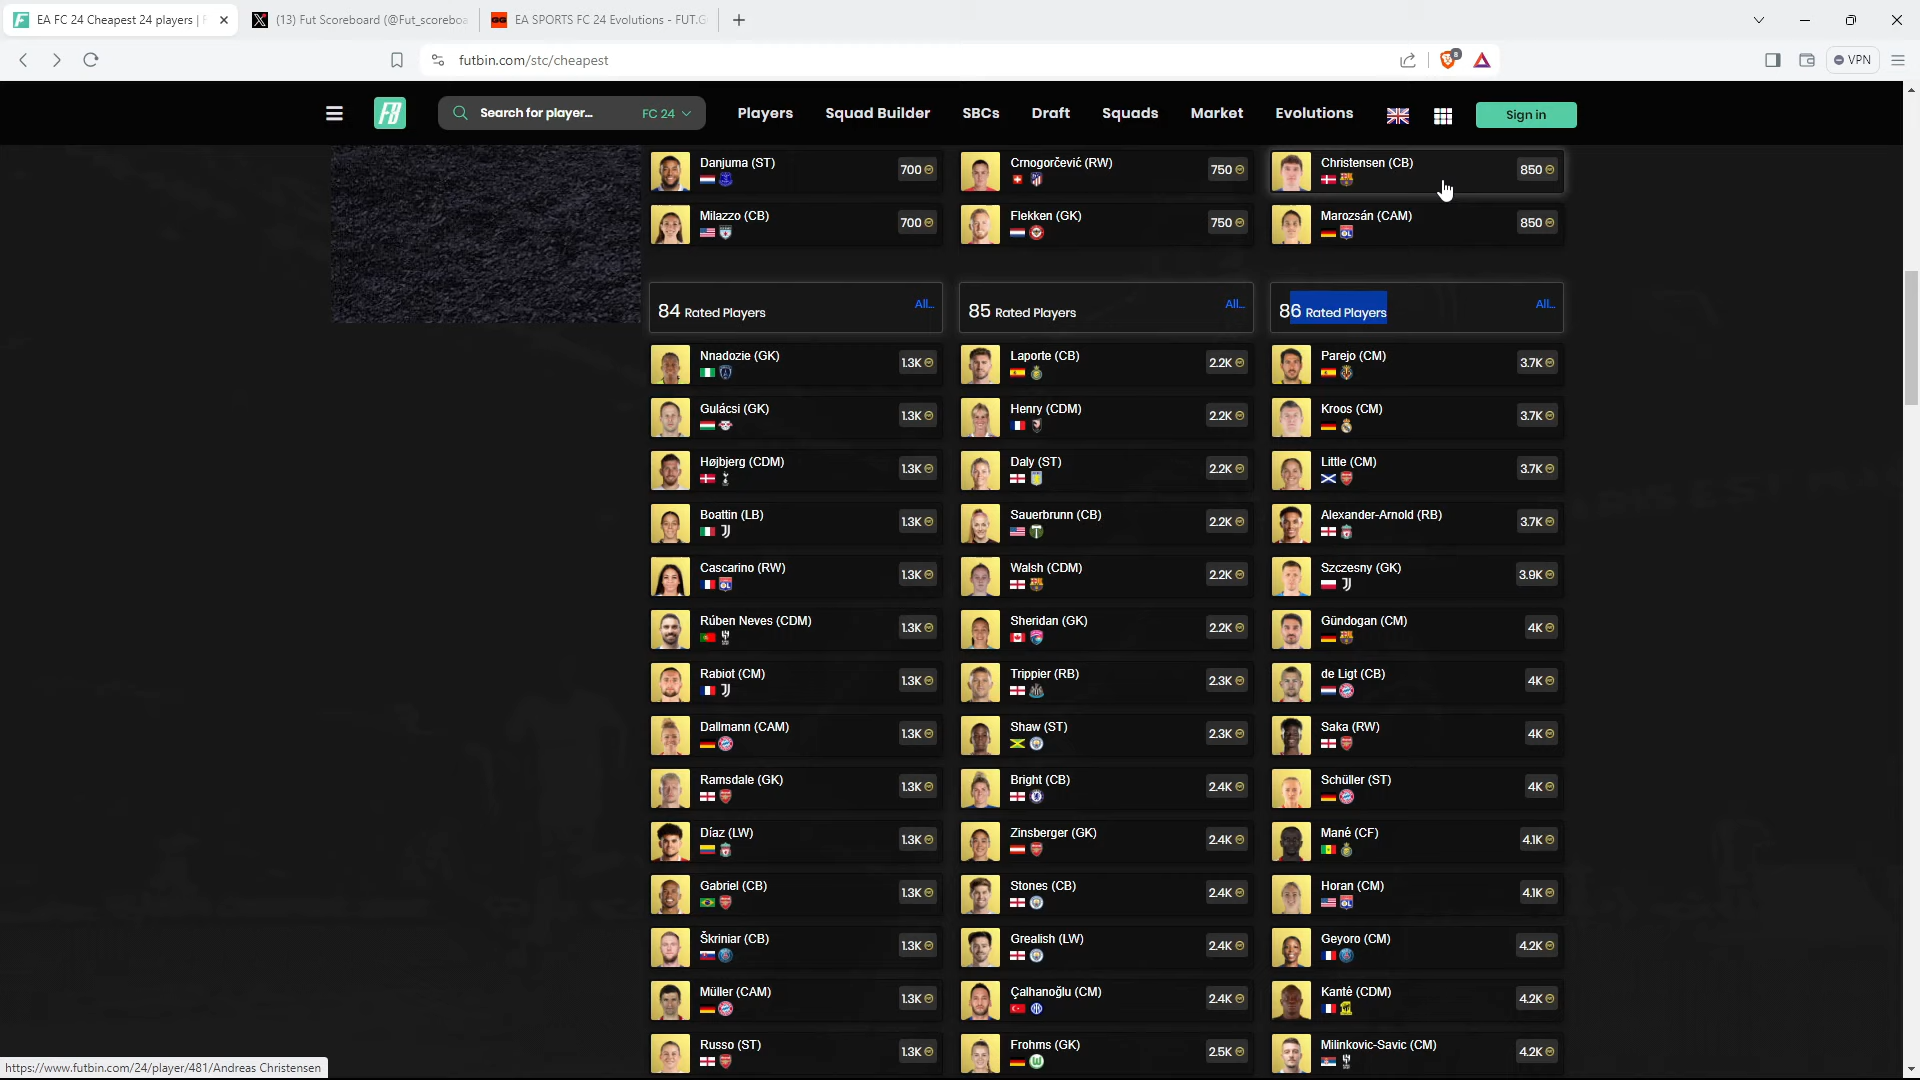 EA FC 24 Cheapest 24 players | F
(13) Fut Scoreboard (@Fut_scoreboa
EA SPORTS FC 24 Evolutions - FUT.G
futbin.com/stc/cheapest
VPN
FB
Search for player...
FC 24
Players
Squad Builder
SBCs
Draft
Squads
Market
Evolutions
Sign in
Danjuma (ST)
700
Crnogorčević (RW)
750
Christensen (CB)
850
Milazzo (CB)
700
Flekken (GK)
750
Marozsán (CAM)
850
84 Rated Players
All...
85 Rated Players
All...
86 Rated Players
All...
Nnadozie (GK)
1.3K
Laporte (CB)
2.2K
Parejo (CM)
3.7K
Gulácsi (GK)
1.3K
Henry (CDM)
2.2K
Kroos (CM)
3.7K
Højbjerg (CDM)
1.3K
Daly (ST)
2.2K
Little (CM)
3.7K
Boattin (LB)
1.3K
Sauerbrunn (CB)
2.2K
Alexander-Arnold (RB)
3.7K
Cascarino (RW)
1.3K
Walsh (CDM)
2.2K
Szczesny (GK)
3.9K
Rúben Neves (CDM)
1.3K
Sheridan (GK)
2.2K
Gündogan (CM)
4K
Rabiot (CM)
1.3K
Trippier (RB)
2.3K
de Ligt (CB)
4K
Dallmann (CAM)
1.3K
Shaw (ST)
2.3K
Saka (RW)
4K
Ramsdale (GK)
1.3K
Bright (CB)
2.4K
Schüller (ST)
4K
Díaz (LW)
1.3K
Zinsberger (GK)
2.4K
Mané (CF)
4.1K
Gabriel (CB)
1.3K
Stones (CB)
2.4K
Horan (CM)
4.1K
Škriniar (CB)
1.3K
Grealish (LW)
2.4K
Geyoro (CM)
4.2K
Müller (CAM)
1.3K
Çalhanoğlu (CM)
2.4K
Kanté (CDM)
4.2K
Russo (ST)
1.3K
Frohms (GK)
2.5K
Milinkovic-Savic (CM)
4.2K
https://www.futbin.com/24/player/481/Andreas Christensen